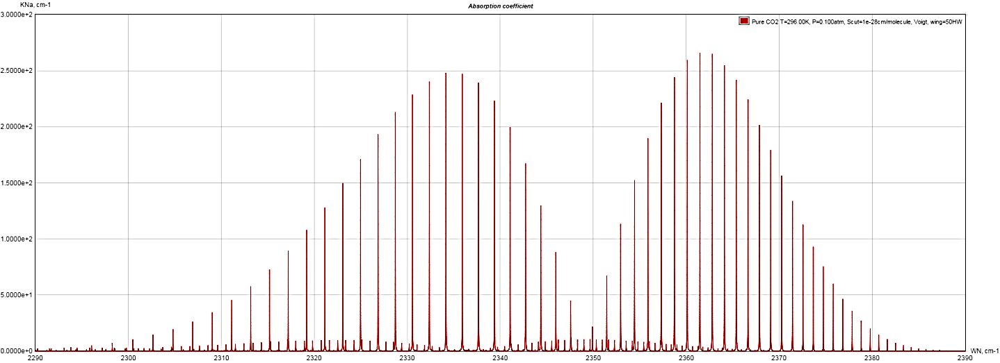 KNa, cm-1
Absorption coefficient
3.0000e+2
Pure CO2 T=296.00K, P=0.100atm, Scut=1e-28cm/molecule, Voigt, wing=50HW
2.5000e+2
2.0000e+2
1.5000e+2
1.0000e+2
5.0000e+1
0.0000e+0
2290 2300 2310 2320 2330 2340 2350 2360 2370 2380 2390
WN, cm-1